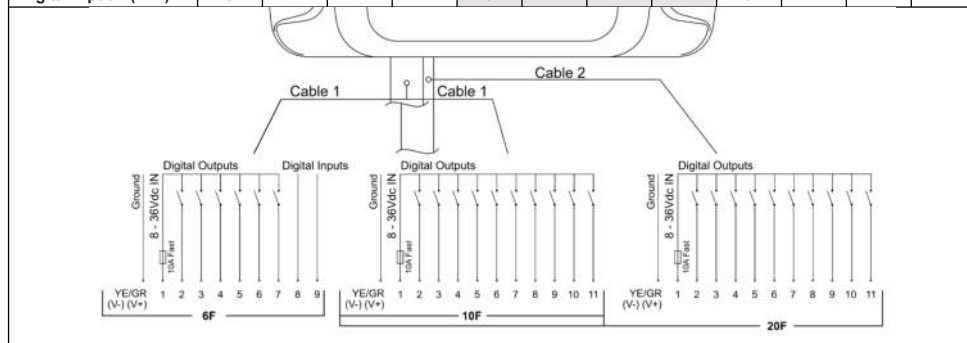 Cable 2
Cable 1
Cable 1
Digital Outputs
Digital Inputs
Digital Outputs
Digital Outputs
Ground
8 - 36Vdc IN
10A Fast
Ground
8 - 36Vdc IN
10A Fast
Ground
8 - 36Vdc IN
10A Fast
YE/GR 1 2 3 4 5 6 7 8 9
(V-) (V+)
6F
YE/GR 1 2 3 4 5 6 7 8 9 10 11
(V-) (V+)
10F
YE/GR 1 2 3 4 5 6 7 8 9 10 11
(V-) (V+)
20F